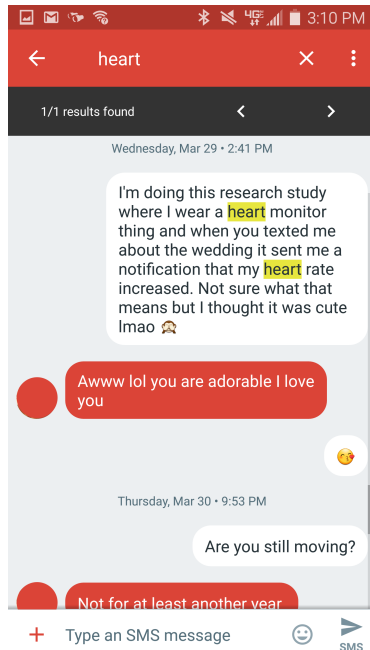 4G 3:10 PM
heart
1/1 results found
Wednesday, Mar 29 • 2:41 PM
I'm doing this research study
where I wear a heart monitor
thing and when you texted me
about the wedding it sent me a
notification that my heart rate
increased. Not sure what that
means but I thought it was cute
lmao 🙈
Awww lol you are adorable I love
you
😘
Thursday, Mar 30 • 9:53 PM
Are you still moving?
Not for at least another year
Type an SMS message
SMS